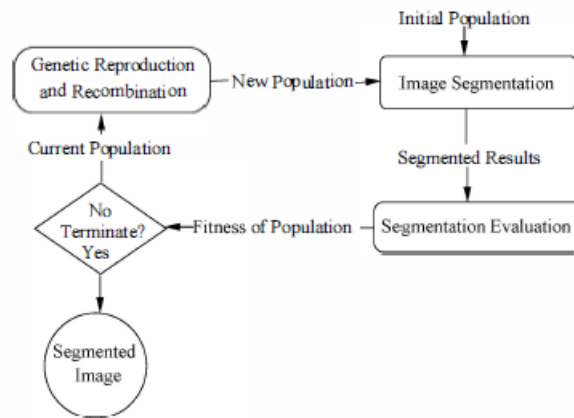 Initial Population
Genetic Reproduction
and Recombination
New Population
Image Segmentation
Current Population
Segmented Results
No
Terminate?
Yes
Fitness of Population
Segmentation Evaluation
Segmented
Image